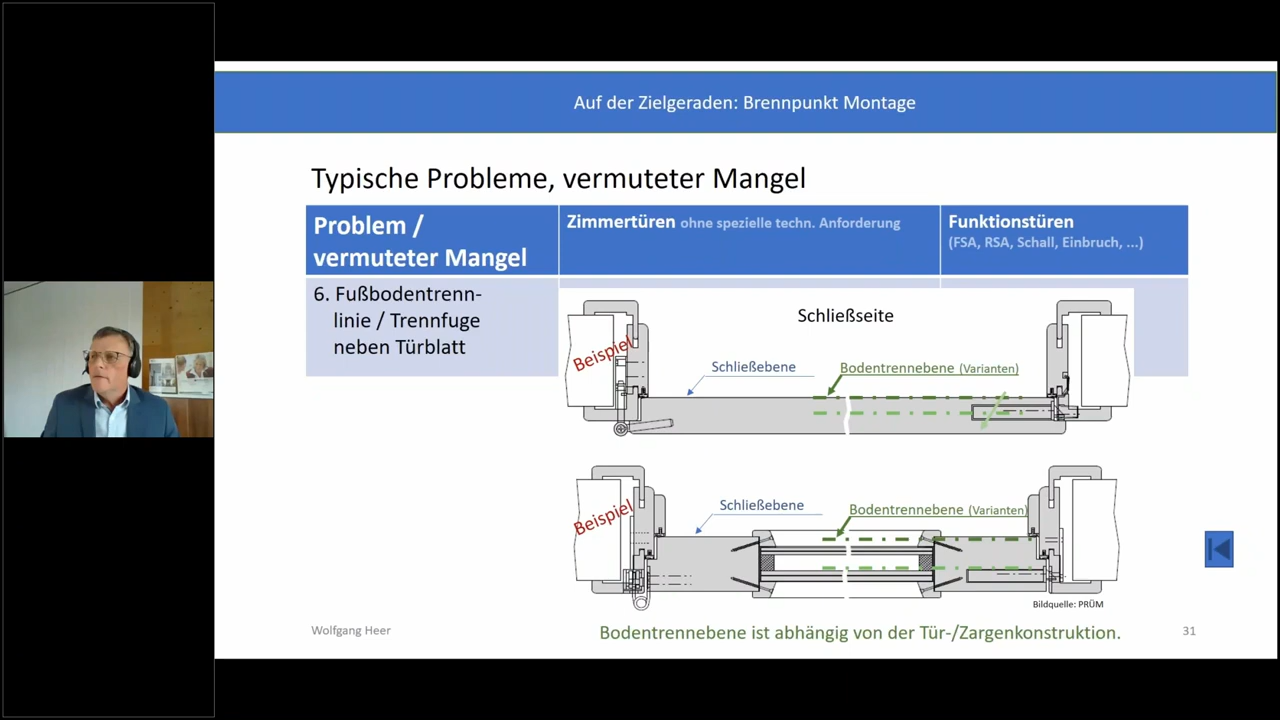 Auf der Zielgeraden: Brennpunkt Montage
Typische Probleme, vermuteter Mangel
Problem /
vermuteter Mangel
Zimmertüren ohne spezielle techn. Anforderung
Funktionstüren
(FSA, RSA, Schall, Einbruch, ...)
6. Fußbodentrenn-
linie / Trennfuge
neben Türblatt
Schließseite
Beispiel
Schließebene
Bodentrennebene (Varianten)
Beispiel
Schließebene
Bodentrennebene (Varianten)
Bildquelle: PRÜM
Wolfgang Heer
Bodentrennebene ist abhängig von der Tür-/Zargenkonstruktion.
31